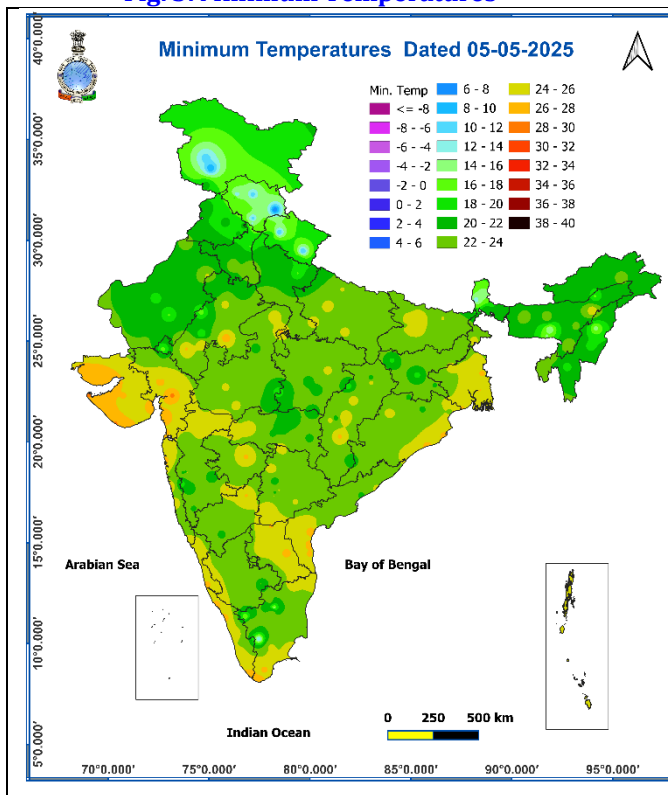 Fig. 3: Minimum Temperatures
Minimum Temperatures Dated 05-05-2025
Min. Temp
<= -8
-8 - -6
-6 - -4
-4 - -2
-2 - 0
0 - 2
2 - 4
4 - 6
6 - 8
8 - 10
10 - 12
12 - 14
14 - 16
16 - 18
18 - 20
20 - 22
22 - 24
24 - 26
26 - 28
28 - 30
30 - 32
32 - 34
34 - 36
36 - 38
38 - 40
40°0.000'
35°0.000'
30°0.000'
25°0.000'
20°0.000'
15°0.000'
10°0.000'
5°0.000'
Arabian Sea
Bay of Bengal
Indian Ocean
0 250 500 km
70°0.000' 75°0.000' 80°0.000' 85°0.000' 90°0.000' 95°0.000'